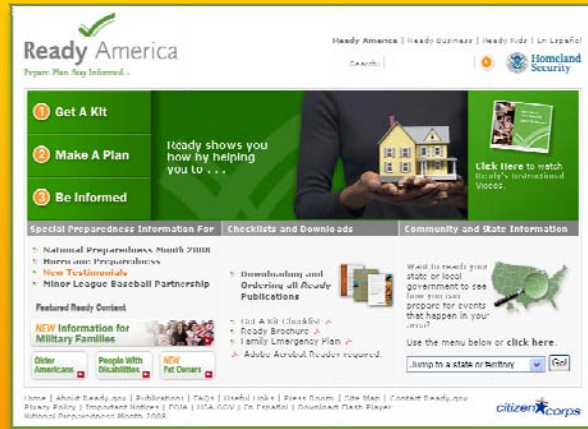 Ready America
Prepare. Plan. Stay Informed.
Ready America | Ready Business | Ready Kids | En Español
Search:
Homeland
Security
1 Get A Kit
2 Make A Plan
3 Be Informed
Ready shows you
how by helping
you to . . .
Click Here to watch
Ready's Instructional
Videos.
Special Preparedness Information For
National Preparedness Month 2008
Hurricane Preparedness
New Testimonials
Minor League Baseball Partnership
Featured Ready Content
NEW Information for
Military Families
Older
Americans
People With
Disabilities
NEW
Pet Owners
Checklists and Downloads
Downloading and
Ordering all Ready
Publications
Get A Kit Checklist
Ready Brochure
Family Emergency Plan
Adobe Acrobat Reader required.
Community and State Information
Want to reach your
state or local
government to see
how you can
prepare for events
that happen in your
area?
Use the menu below or click here.
Jump to a state or territory
Go!
Home | About Ready.gov | Publications | FAQs | Useful Links | Press Room | Site Map | Contact Ready.gov
Privacy Policy | Important Notices | FOIA | USA.GOV | En Español | Download Flash Player
National Preparedness Month 2008
citizen corps